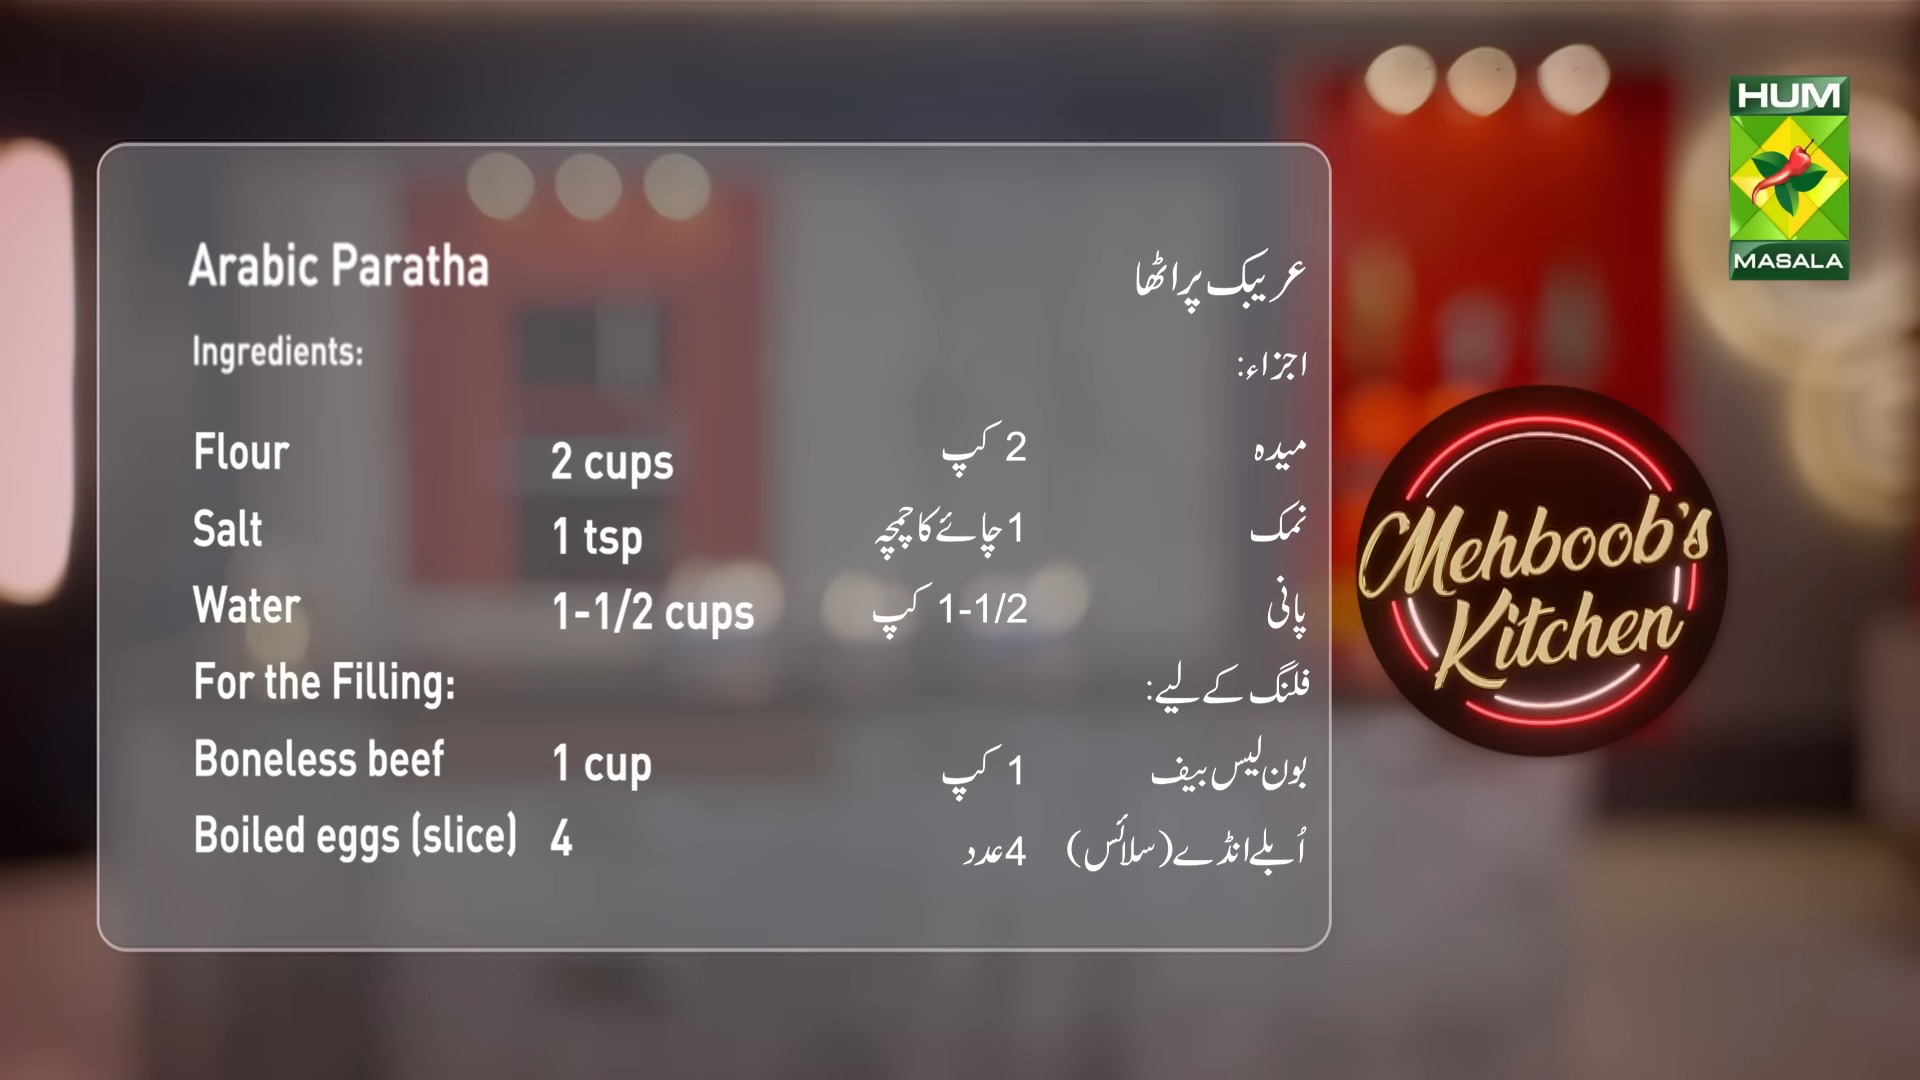 HUM
MASALA
Arabic Paratha عریبک پراٹھا
Ingredients: اجزاء:
Flour 2 cups 2 کپ میدہ
Salt 1 tsp 1 چائے کا چمچہ نمک
Water 1-1/2 cups 1-1/2 کپ پانی
For the Filling: فلنگ کے لیے:
Boneless beef 1 cup 1 کپ بون لیس بیف
Boiled eggs (slice) 4 4 عدد اُبلے انڈے (سلائس)
Mehboob's
Kitchen